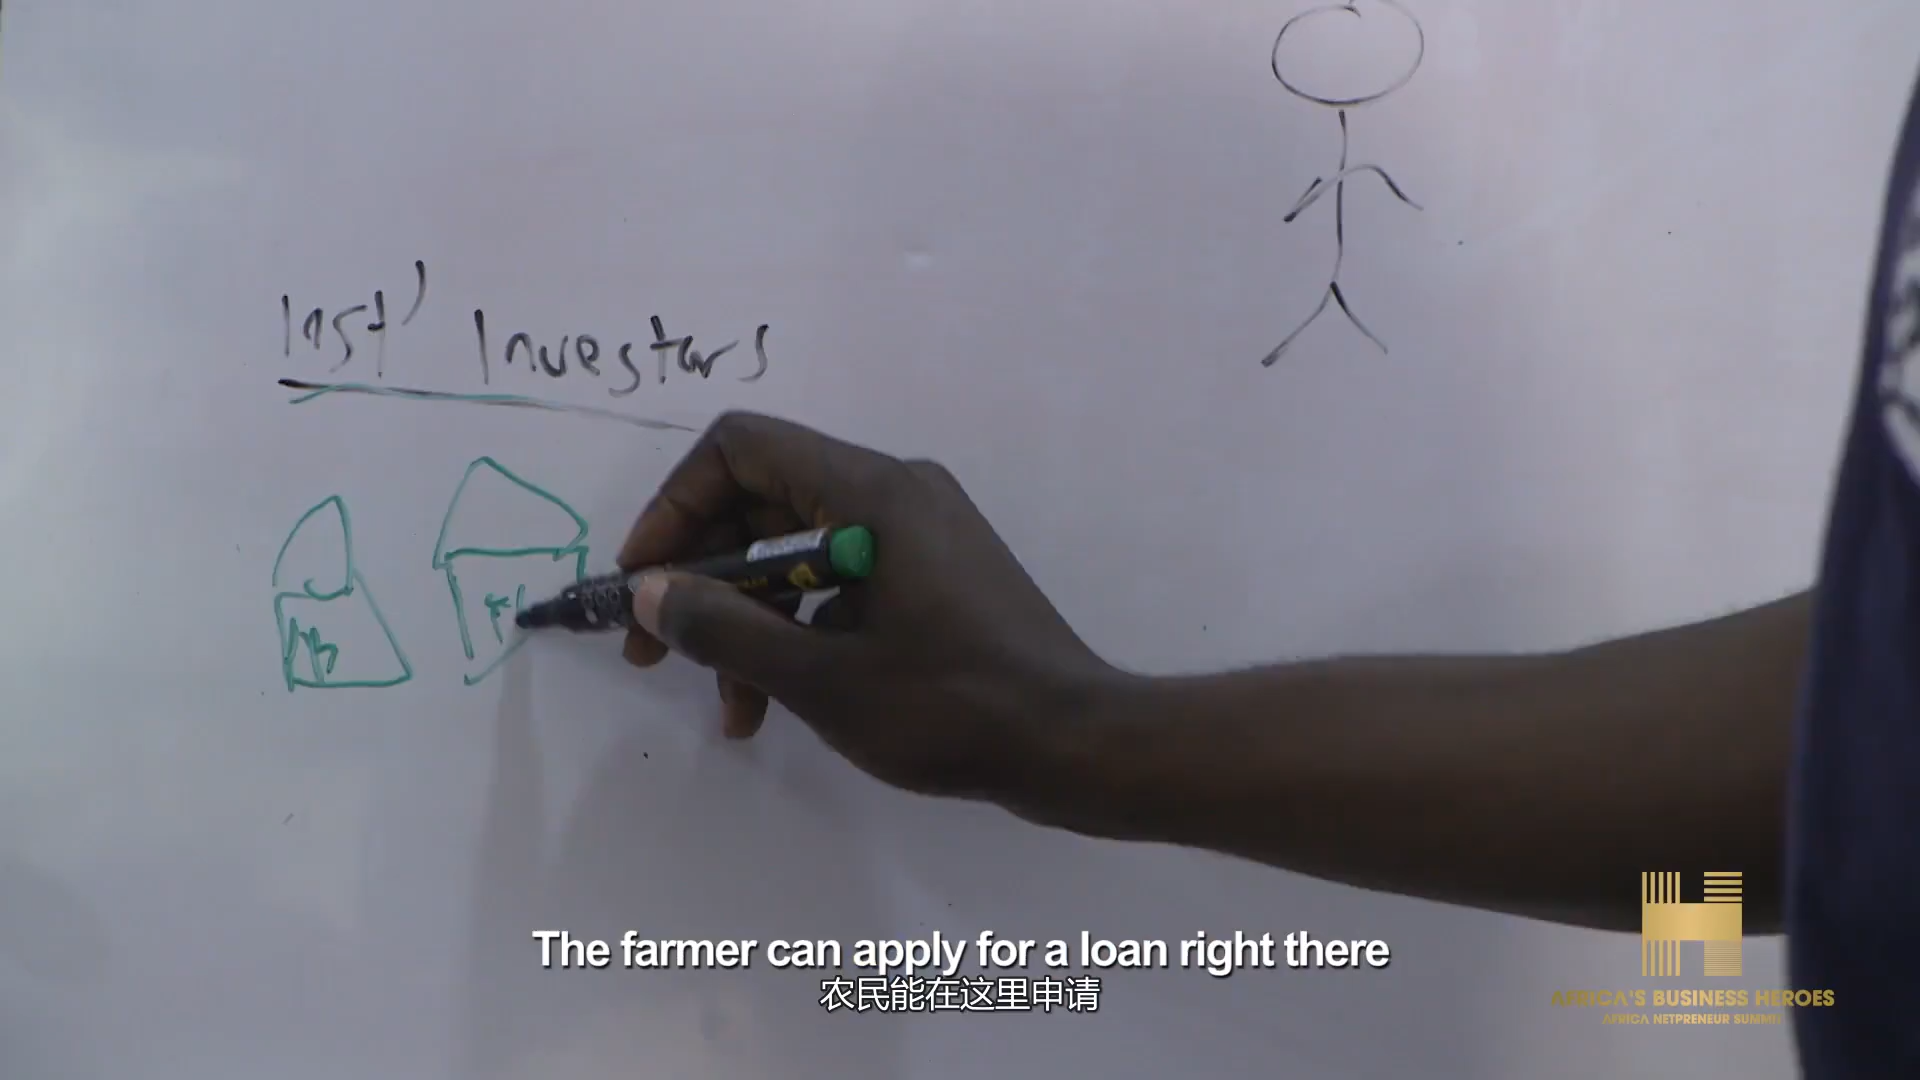 Inst' Investors
The farmer can apply for a loan right there
农民能在这里申请
AFRICA'S BUSINESS HEROES
AFRICA NETPRENEUR SUMMIT